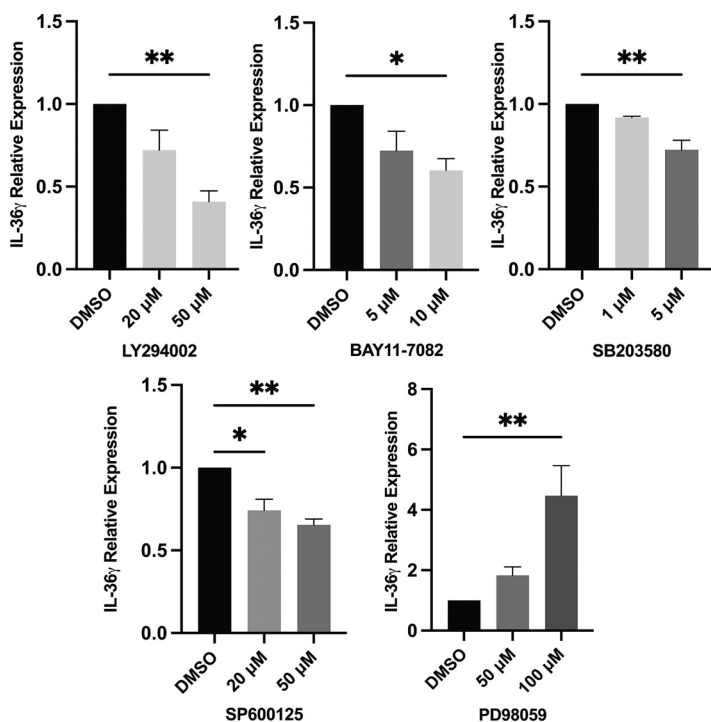 IL-36γ Relative Expression
1.5
1.0
0.5
0.0
**
DMSO
20 µM
50 µM
LY294002
IL-36γ Relative Expression
1.5
1.0
0.5
0.0
*
DMSO
5 µM
10 µM
BAY11-7082
IL-36γ Relative Expression
1.5
1.0
0.5
0.0
**
DMSO
1 µM
5 µM
SB203580
IL-36γ Relative Expression
1.5
1.0
0.5
0.0
**
*
DMSO
20 µM
50 µM
SP600125
IL-36γ Relative Expression
8
6
4
2
0
**
DMSO
50 µM
100 µM
PD98059